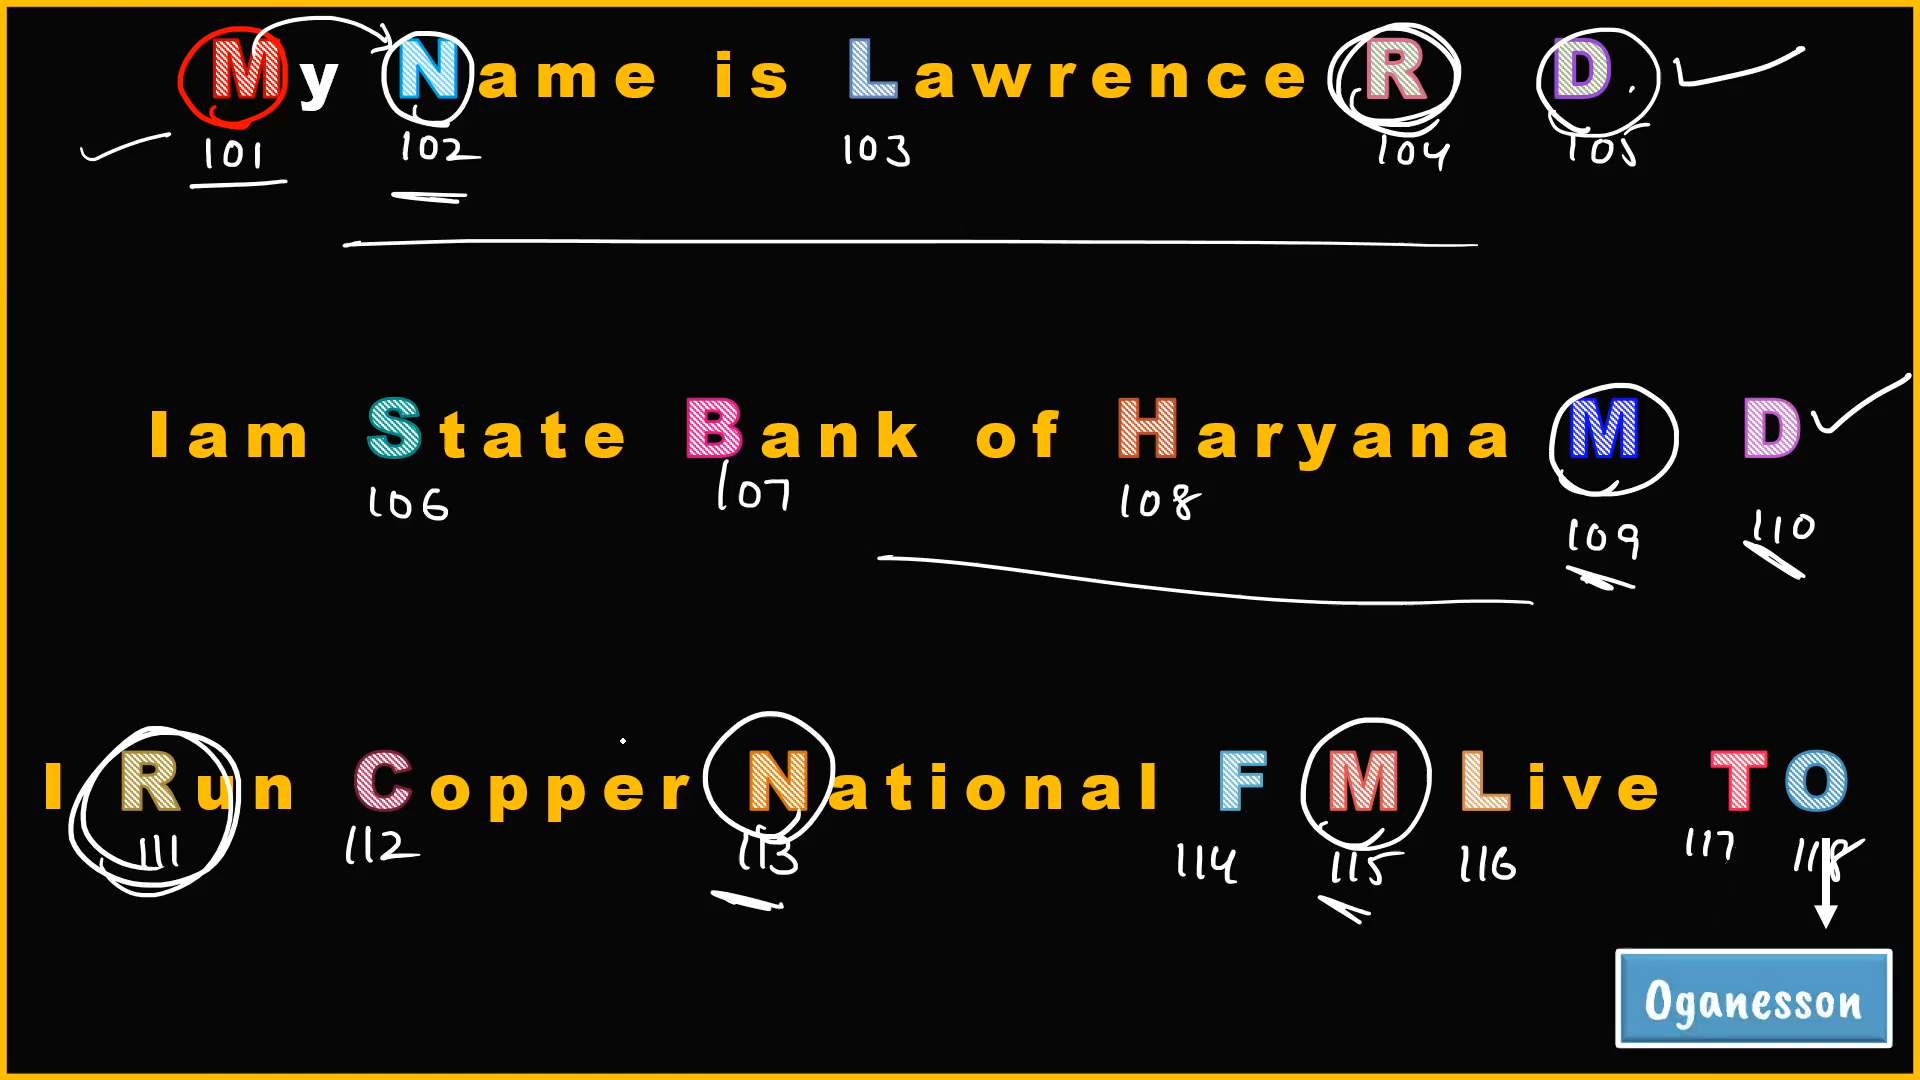 My Name is Lawrence R D.
101 102 103 104 105
I am State Bank of Haryana M D
106 107 108 109 110
I Run Copper National F M Live T O
111 112 113 114 115 116 117 118
Oganesson